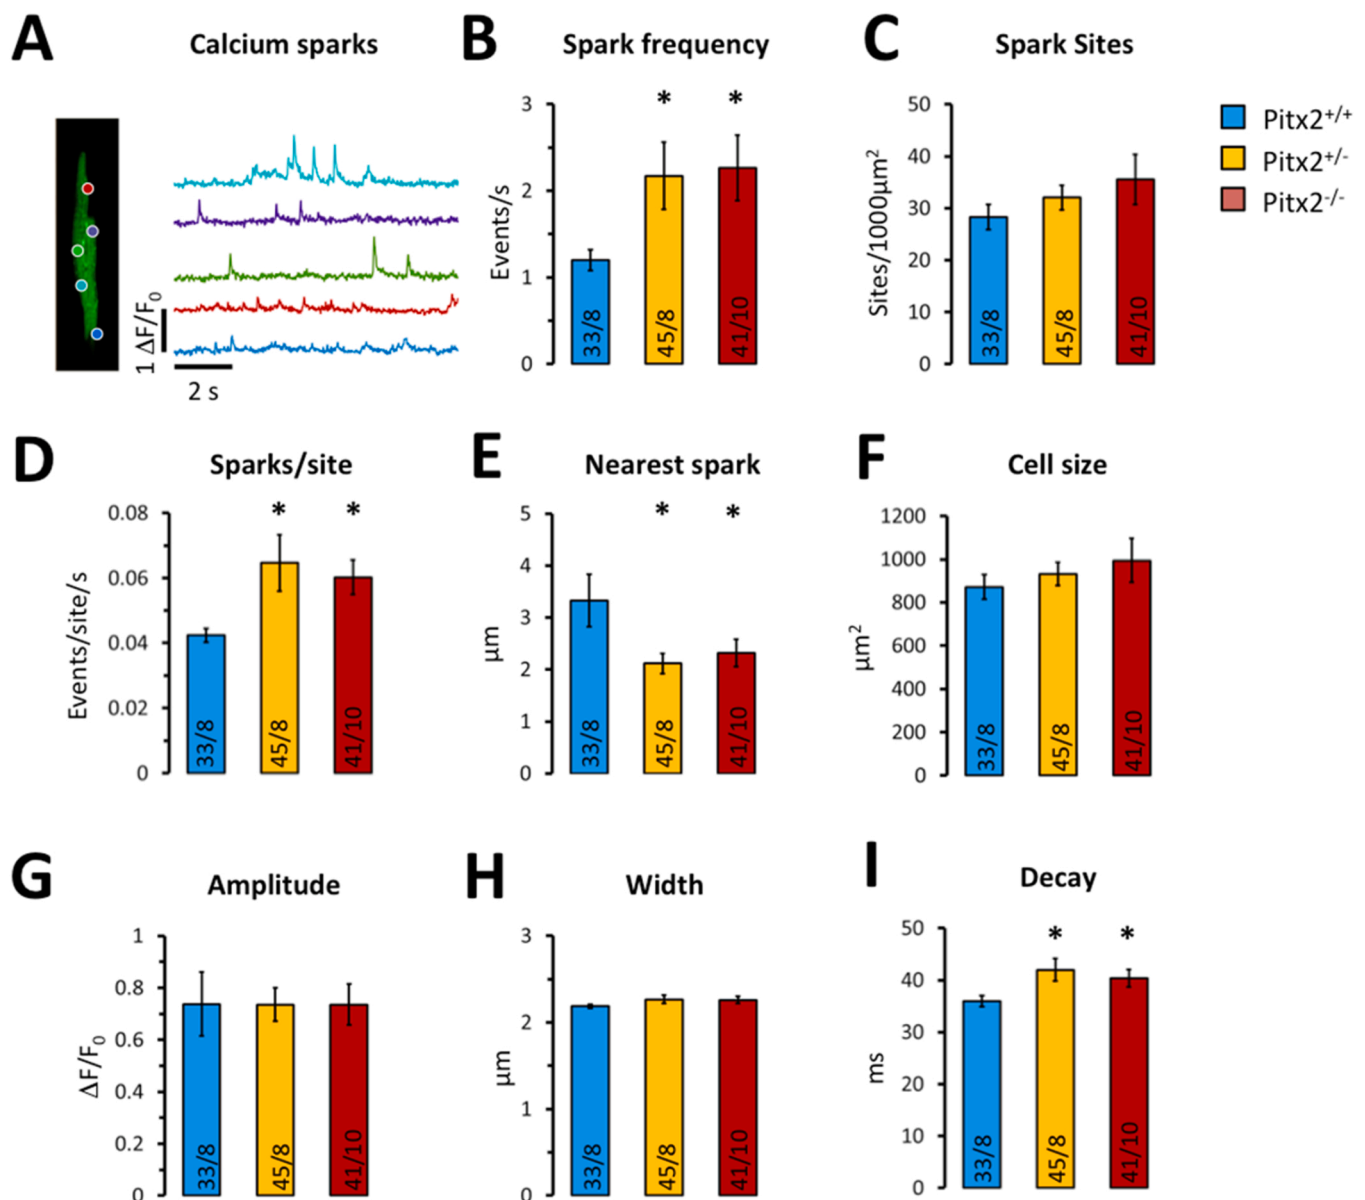 A
Calcium sparks
1 ΔF/F0
2 s
B
Spark frequency
* *
3
2
1
0
Events/s
33/8
45/8
41/10
C
Spark Sites
50
40
30
20
10
0
Sites/1000µm2
33/8
45/8
41/10
Pitx2+/+
Pitx2+/-
Pitx2-/-
D
Sparks/site
* *
0.08
0.06
0.04
0.02
0
Events/site/s
33/8
45/8
41/10
E
Nearest spark
* *
5
4
3
2
1
0
µm
33/8
45/8
41/10
F
Cell size
1200
1000
800
600
400
200
0
µm2
33/8
45/8
41/10
G
Amplitude
1
0.8
0.6
0.4
0.2
0
ΔF/F0
33/8
45/8
41/10
H
Width
3
2
1
0
µm
33/8
45/8
41/10
I
Decay
* *
50
40
30
20
10
0
ms
33/8
45/8
41/10